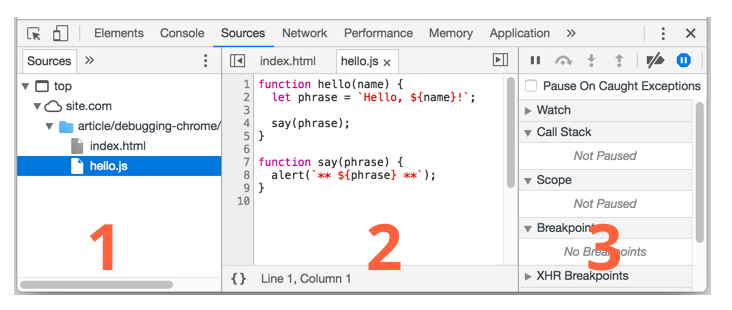 Elements Console Sources Network Performance Memory Application »
Sources »
index.html hello.js ×
top
site.com
article/debugging-chrome/
index.html
hello.js
1 function hello(name) {
2 let phrase = `Hello, ${name}!`;
3
4 say(phrase);
5 }
6
7 function say(phrase) {
8 alert(`** ${phrase} **`);
9 }
10
{} Line 1, Column 1
Pause On Caught Exceptions
Watch
Call Stack
Not Paused
Scope
Not Paused
Breakpoints
No Breakpoints
XHR Breakpoints
1 2 3